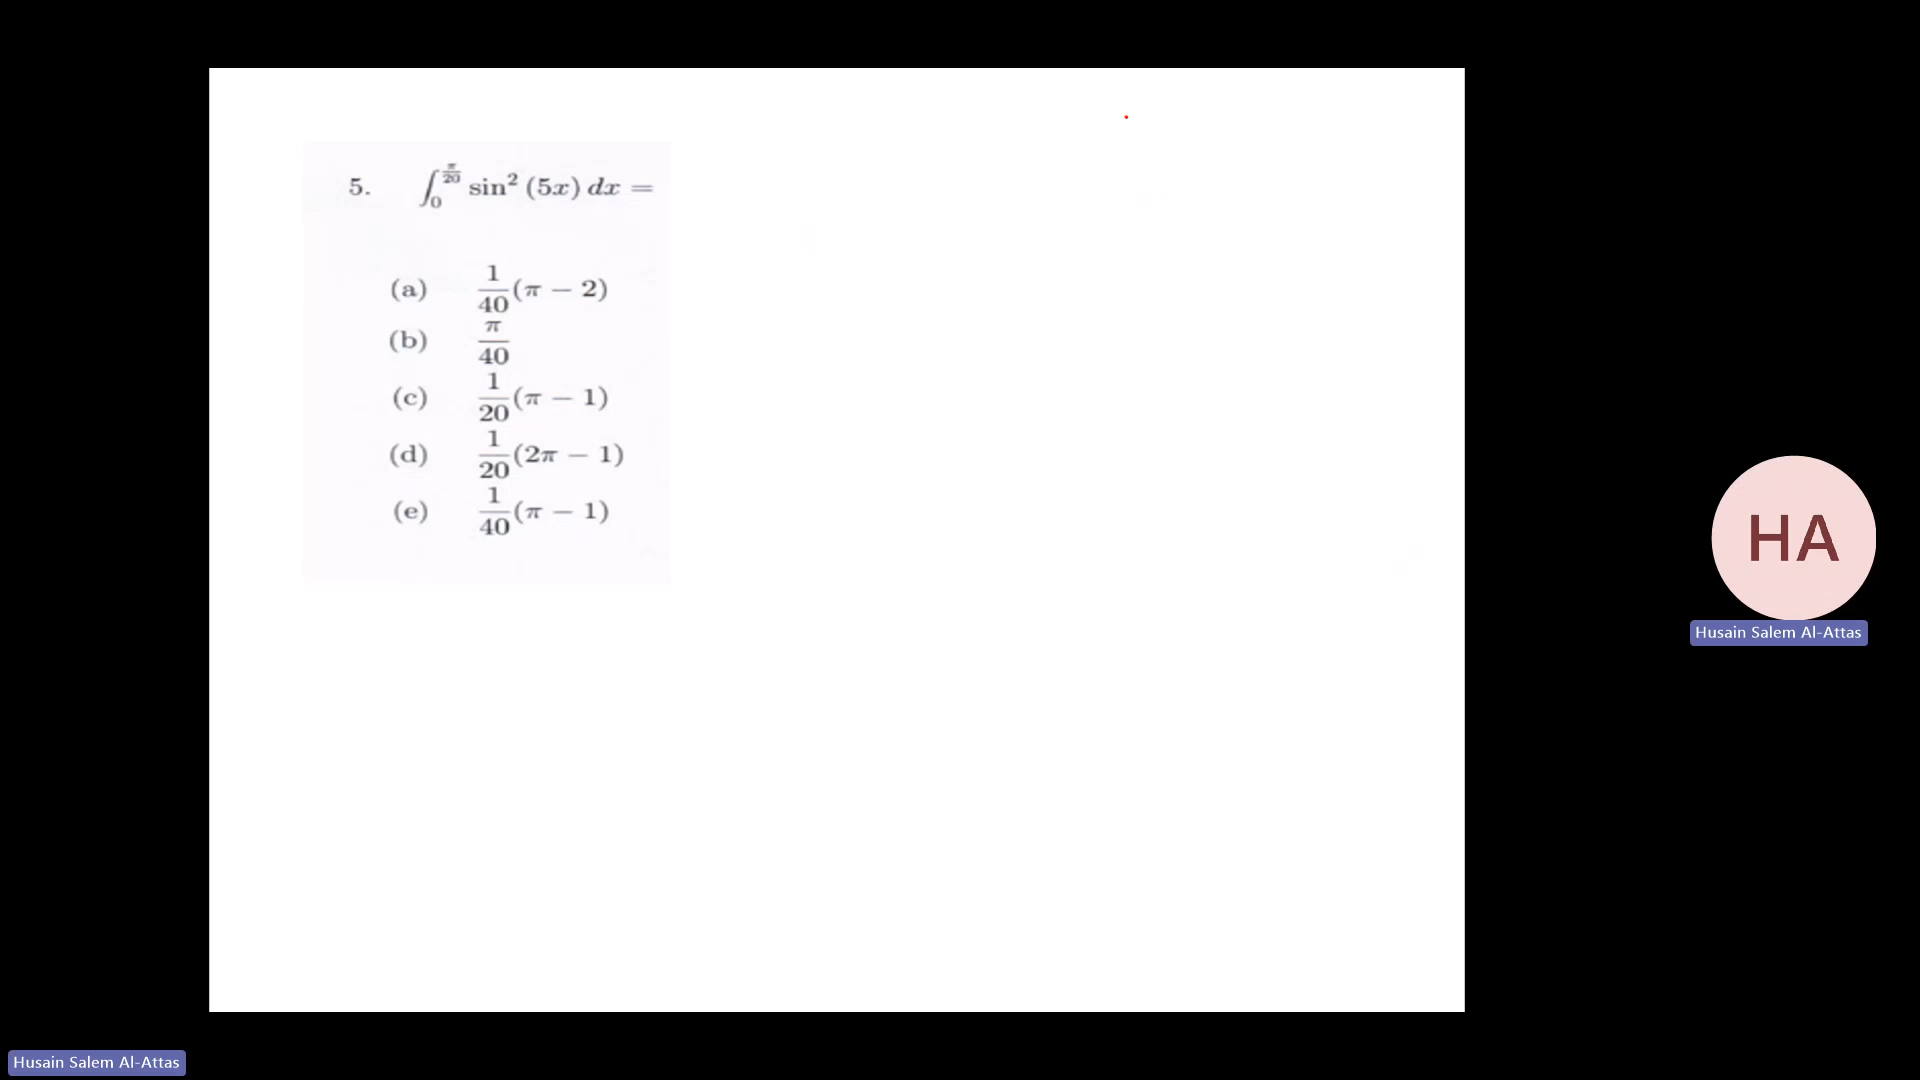 5. ∫₀^(π/20) sin² (5x) dx =
(a) 1/40 (π − 2)
(b) π/40
(c) 1/20 (π − 1)
(d) 1/20 (2π − 1)
(e) 1/40 (π − 1)
HA
Husain Salem Al-Attas
Husain Salem Al-Attas